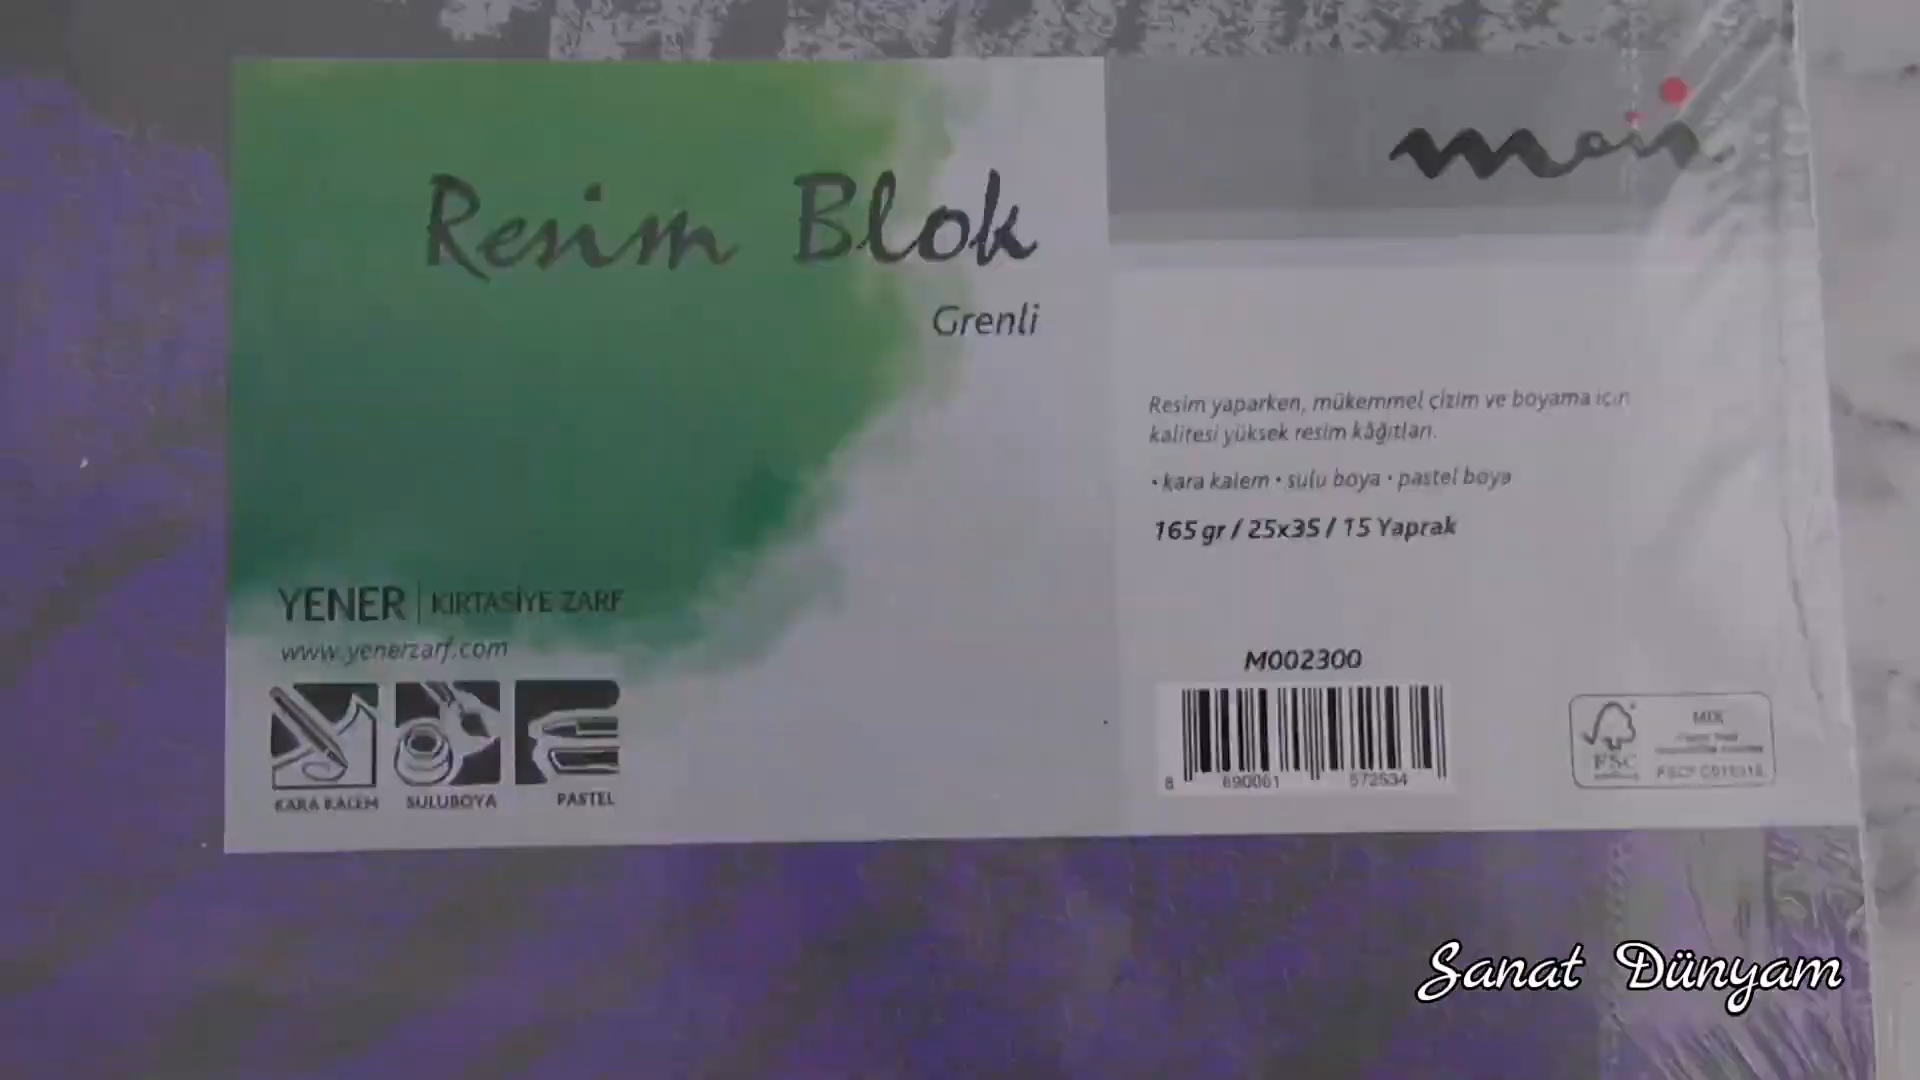 Resim Blok
Grenli
YENER | KIRTASİYE ZARF
www.yenerzarf.com
KARA KALEM SULUBOYA PASTEL
Resim yaparken, mükemmel çizim ve boyama için
kalitesi yüksek resim kâğıtları.
• kara kalem • sulu boya • pastel boya
165 gr / 25x35 / 15 Yaprak
M002300
8 690061 572534
FSC
MIX
Sanat Dünyam